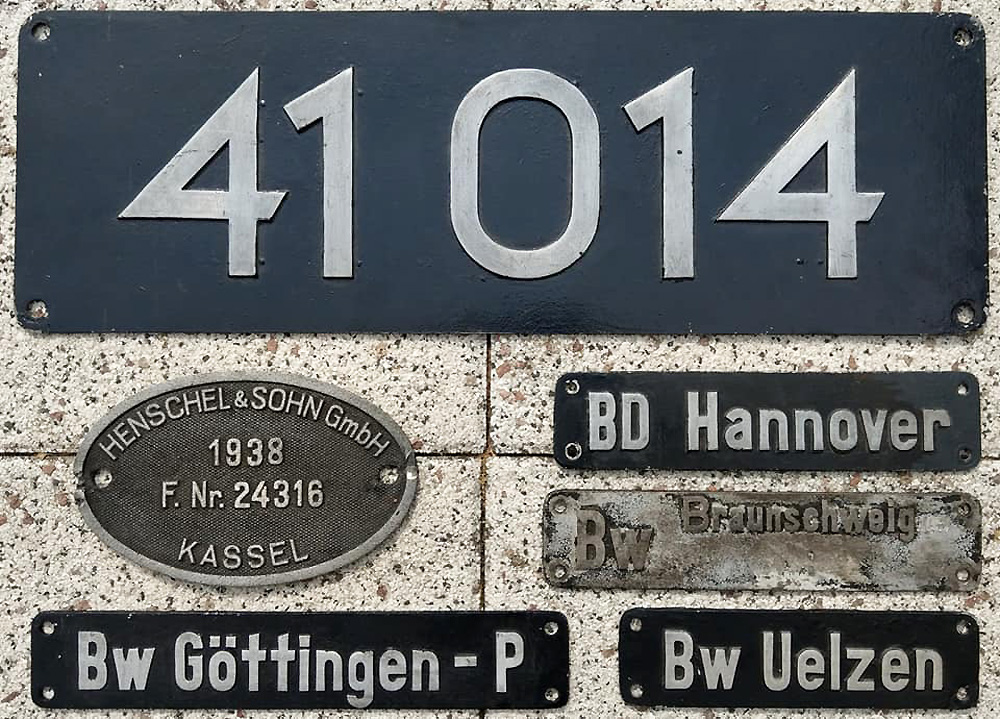 41 014
HENSCHEL & SOHN GmbH
1938
F. Nr. 24316
KASSEL
BD Hannover
Bw Braunschweig
Bw Göttingen - P
Bw Uelzen